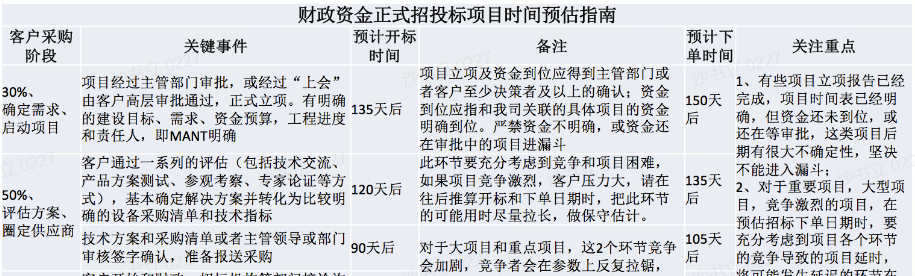 财政资金正式招投标项目时间预估指南
客户采购
阶段
关键事件
预计开标
时间
备注
预计下
单时间
关注重点
30%、
确定需求、
启动项目
项目经过主管部门审批，或经过“上会”
由客户高层审批通过，正式立项。有明确
的建设目标、需求、资金预算，工程进度
和责任人，即MANT明确
135天后
项目立项及资金到位应得到主管部门或
者客户至少决策者及以上的确认；资金
到位应指和我司关联的具体项目的资金
明确到位。严禁资金不明确，或资金还
在审批中的项目进漏斗
150天
后
50%、
评估方案、
圈定供应商
客户通过一系列的评估（包括技术交流、
产品方案测试、参观考察、专家论证等方
式），基本确定解决方案并转化为比较明
确的设备采购清单和技术指标
120天后
此环节要充分考虑到竞争和项目困难，
如果项目竞争激烈，客户压力大，请在
往后推算开标和下单日期时，把此环节
的可能用时尽量拉长，做保守估计。
135天
后
技术方案和采购清单或者主管领导或部门
审核签字确认，准备报送采购
90天后
对于大项目和重点项目，这2个环节竞争
会加剧，竞争者会在参数上反复拉锯，
105天
后
1、有些项目立项报告已经
完成，项目时间表已经明
确，但资金还未到位，或
还在等审批，这类项目后
期有很大不确定性，坚决
不能进入漏斗；
2、对于重要项目，大型项
目，竞争激烈的项目，在
预估招标下单日期时，要
充分考虑到项目各个环节
的竞争导致的项目延时，